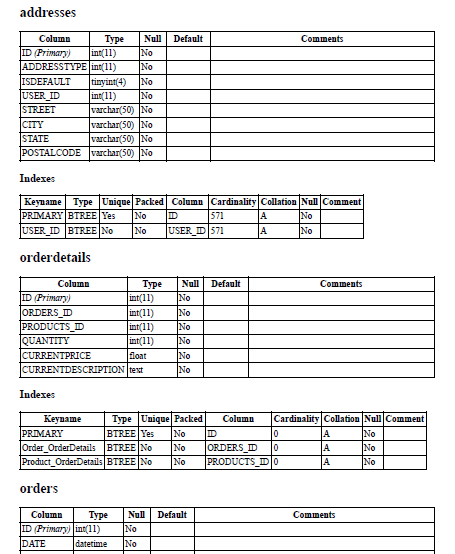 addresses
Column Type Null Default Comments
ID (Primary) int(11) No
ADDRESSTYPE int(11) No
ISDEFAULT tinyint(4) No
USER_ID int(11) No
STREET varchar(50) No
CITY varchar(50) No
STATE varchar(50) No
POSTALCODE varchar(50) No
Indexes
Keyname Type Unique Packed Column Cardinality Collation Null Comment
PRIMARY BTREE Yes No ID 571 A No
USER_ID BTREE No No USER_ID 571 A No
orderdetails
Column Type Null Default Comments
ID (Primary) int(11) No
ORDERS_ID int(11) No
PRODUCTS_ID int(11) No
QUANTITY int(11) No
CURRENTPRICE float No
CURRENTDESCRIPTION text No
Indexes
Keyname Type Unique Packed Column Cardinality Collation Null Comment
PRIMARY BTREE Yes No ID 0 A No
Order_OrderDetails BTREE No No ORDERS_ID 0 A No
Product_OrderDetails BTREE No No PRODUCTS_ID 0 A No
orders
Column Type Null Default Comments
ID (Primary) int(11) No
DATE datetime No